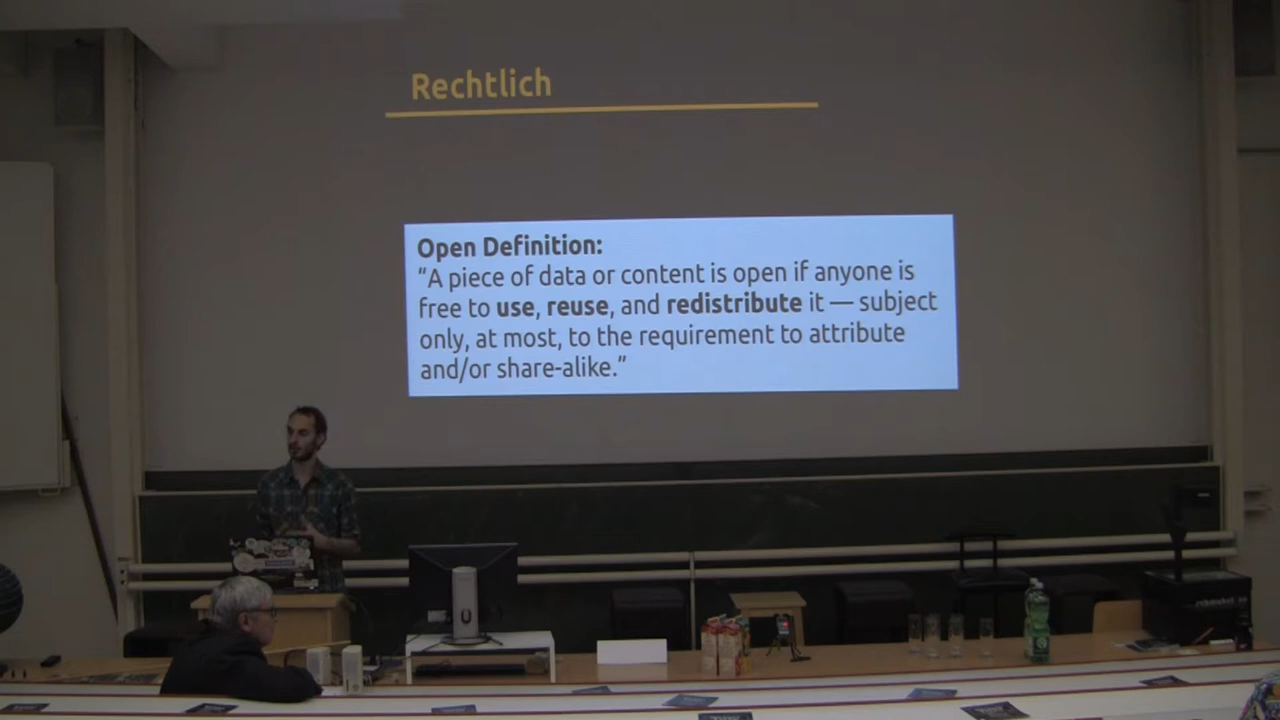 Rechtlich
Open Definition:
“A piece of data or content is open if anyone is
free to use, reuse, and redistribute it — subject
only, at most, to the requirement to attribute
and/or share-alike.”